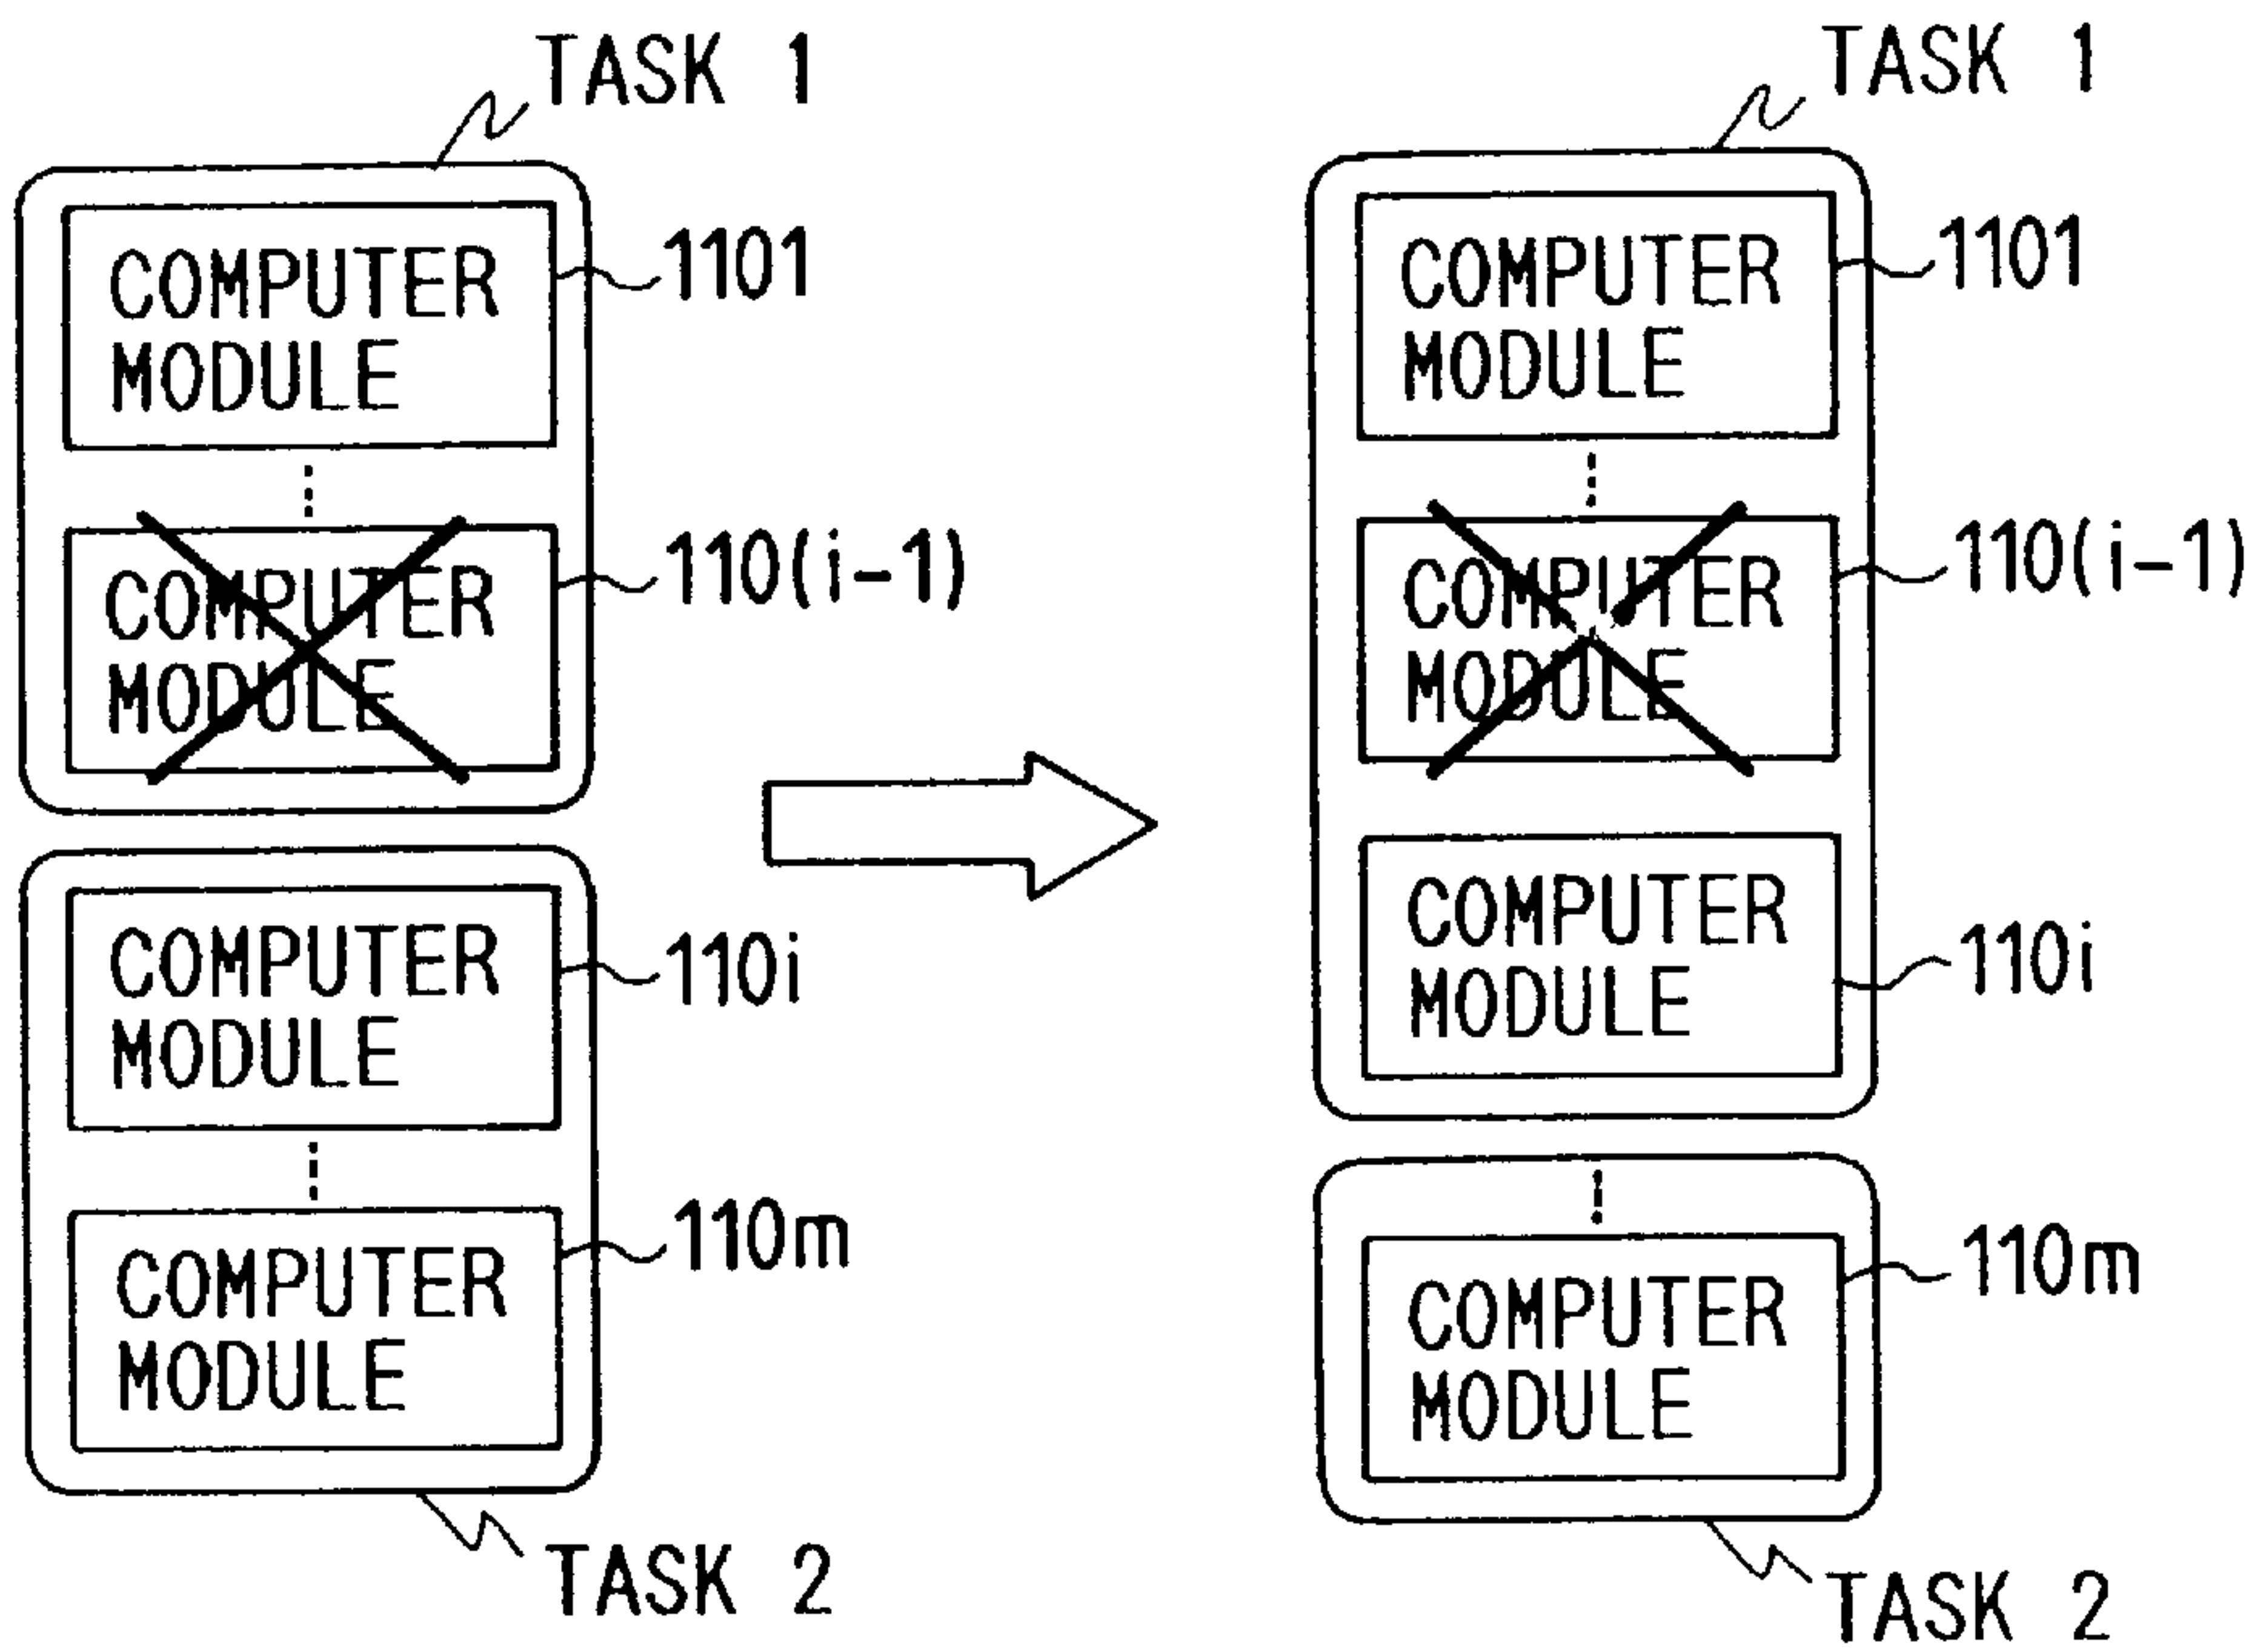 TASK 1
COMPUTER
MODULE
1101
COMPUTER
MODULE
110(i-1)
COMPUTER
MODULE
110i
COMPUTER
MODULE
110m
TASK 2
TASK 1
COMPUTER
MODULE
1101
COMPUTER
MODULE
110(i-1)
COMPUTER
MODULE
110i
COMPUTER
MODULE
110m
TASK 2